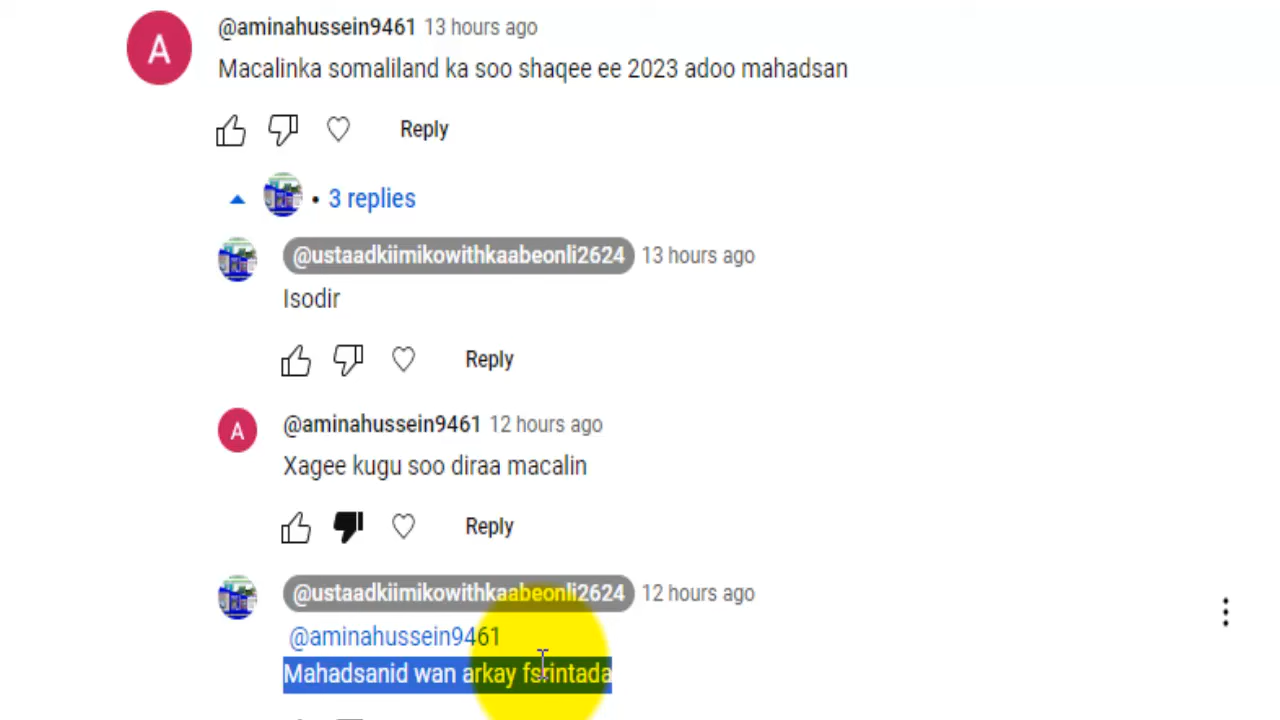 @aminahussein9461 13 hours ago
Macalinka somaliland ka soo shaqee ee 2023 adoo mahadsan
Reply
3 replies
@ustaadkiimikowithkaabeonli2624 13 hours ago
Isodir
Reply
A @aminahussein9461 12 hours ago
Xagee kugu soo diraa macalin
Reply
@ustaadkiimikowithkaabeonli2624 12 hours ago
@aminahussein9461
Mahadsanid wan arkay fsrintada